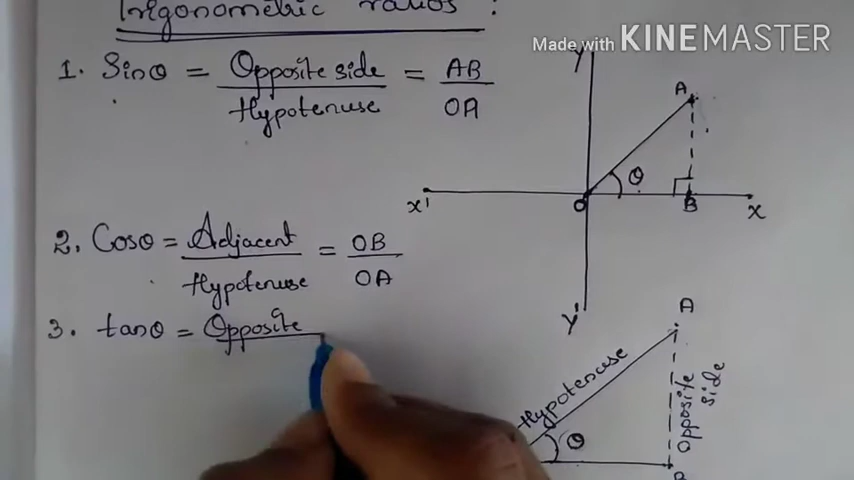 Trigonometric ratios :
Made with KINEMASTER
1. Sinθ = Opposite side / Hypotenuse = AB / OA
2. Cosθ = Adjacent / Hypotenuse = OB / OA
3. tanθ = Opposite
Y
A
θ
X'
O
B
X
Y'
A
Hypotenuse
Opposite
side
θ
B